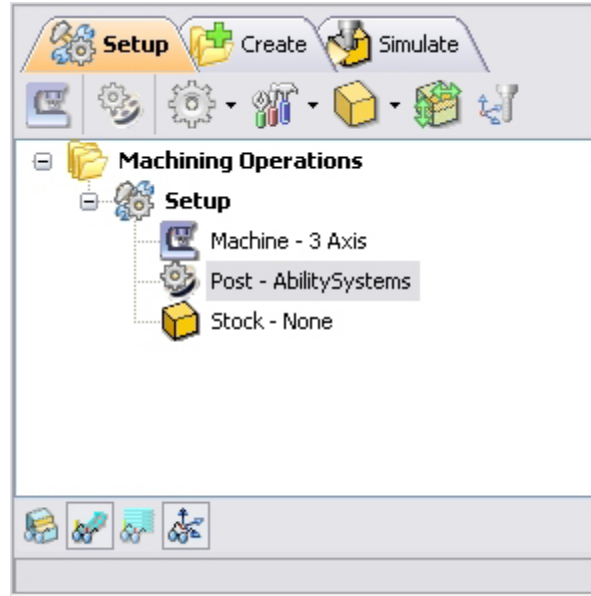 Setup Create Simulate
Machining Operations
Setup
Machine - 3 Axis
Post - AbilitySystems
Stock - None